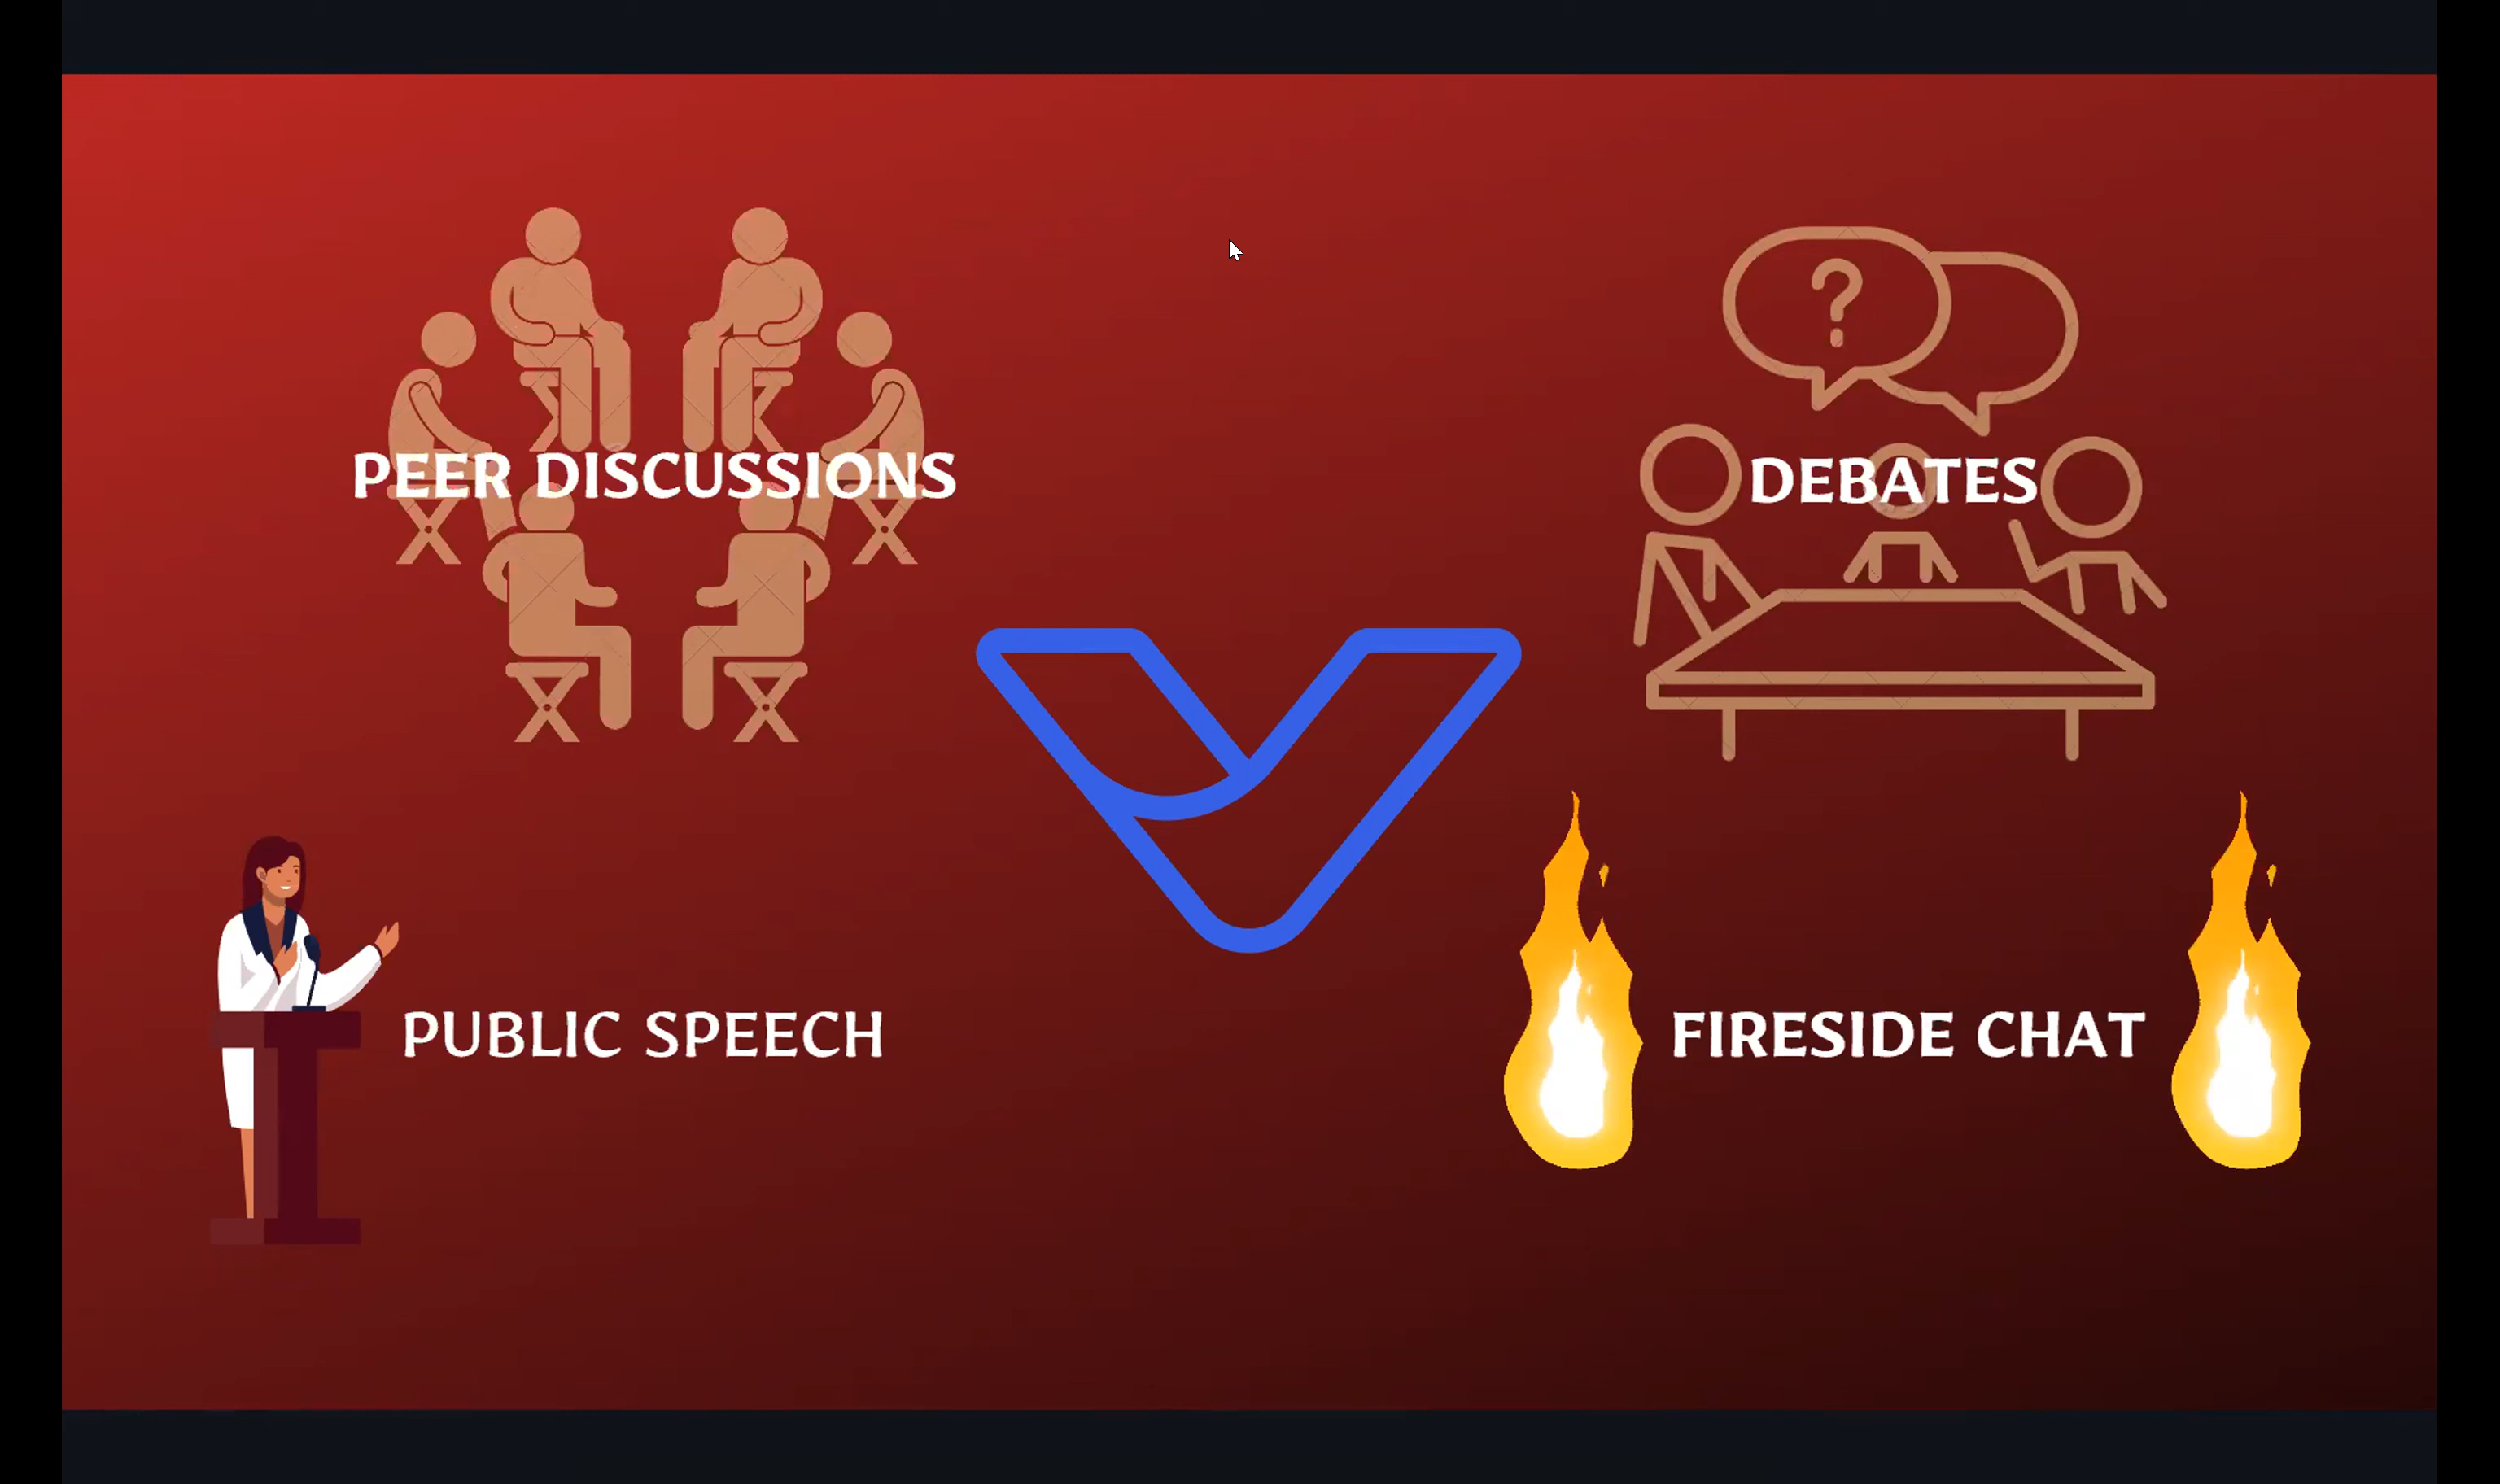 PEER DISCUSSIONS
DEBATES
?
PUBLIC SPEECH
FIRESIDE CHAT